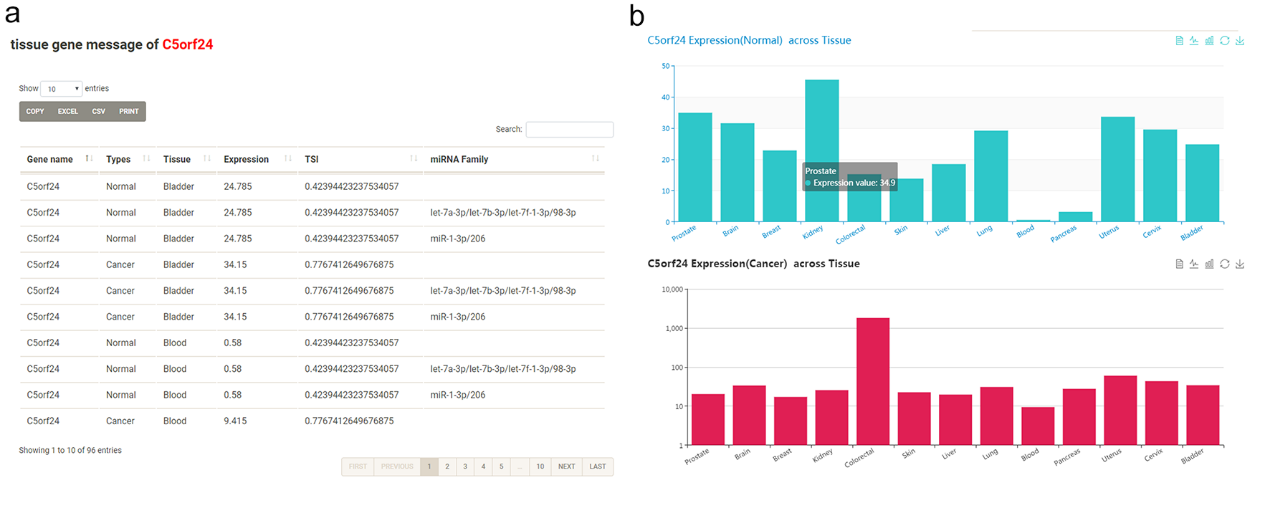 a
tissue gene message of C5orf24
Show 10 entries
COPY EXCEL CSV PRINT
Search:
Gene name Types Tissue Expression TSI miRNA Family
C5orf24 Normal Bladder 24.785 0.42394423237534057
C5orf24 Normal Bladder 24.785 0.42394423237534057 let-7a-3p/let-7b-3p/let-7f-1-3p/98-3p
C5orf24 Normal Bladder 24.785 0.42394423237534057 miR-1-3p/206
C5orf24 Cancer Bladder 34.15 0.7767412649676875
C5orf24 Cancer Bladder 34.15 0.7767412649676875 let-7a-3p/let-7b-3p/let-7f-1-3p/98-3p
C5orf24 Cancer Bladder 34.15 0.7767412649676875 miR-1-3p/206
C5orf24 Normal Blood 0.58 0.42394423237534057
C5orf24 Normal Blood 0.58 0.42394423237534057 let-7a-3p/let-7b-3p/let-7f-1-3p/98-3p
C5orf24 Normal Blood 0.58 0.42394423237534057 miR-1-3p/206
C5orf24 Cancer Blood 9.415 0.7767412649676875
Showing 1 to 10 of 96 entries
FIRST PREVIOUS 1 2 3 4 5 ... 10 NEXT LAST
b
C5orf24 Expression(Normal) across Tissue
50
40
30
20
10
0
Prostate
Expression value: 34.9
Prostate Brain Breast Kidney Colorectal Skin Liver Lung Blood Pancreas Uterus Cervix Bladder
C5orf24 Expression(Cancer) across Tissue
10,000
1,000
100
10
1
Prostate Brain Breast Kidney Colorectal Skin Liver Lung Blood Pancreas Uterus Cervix Bladder